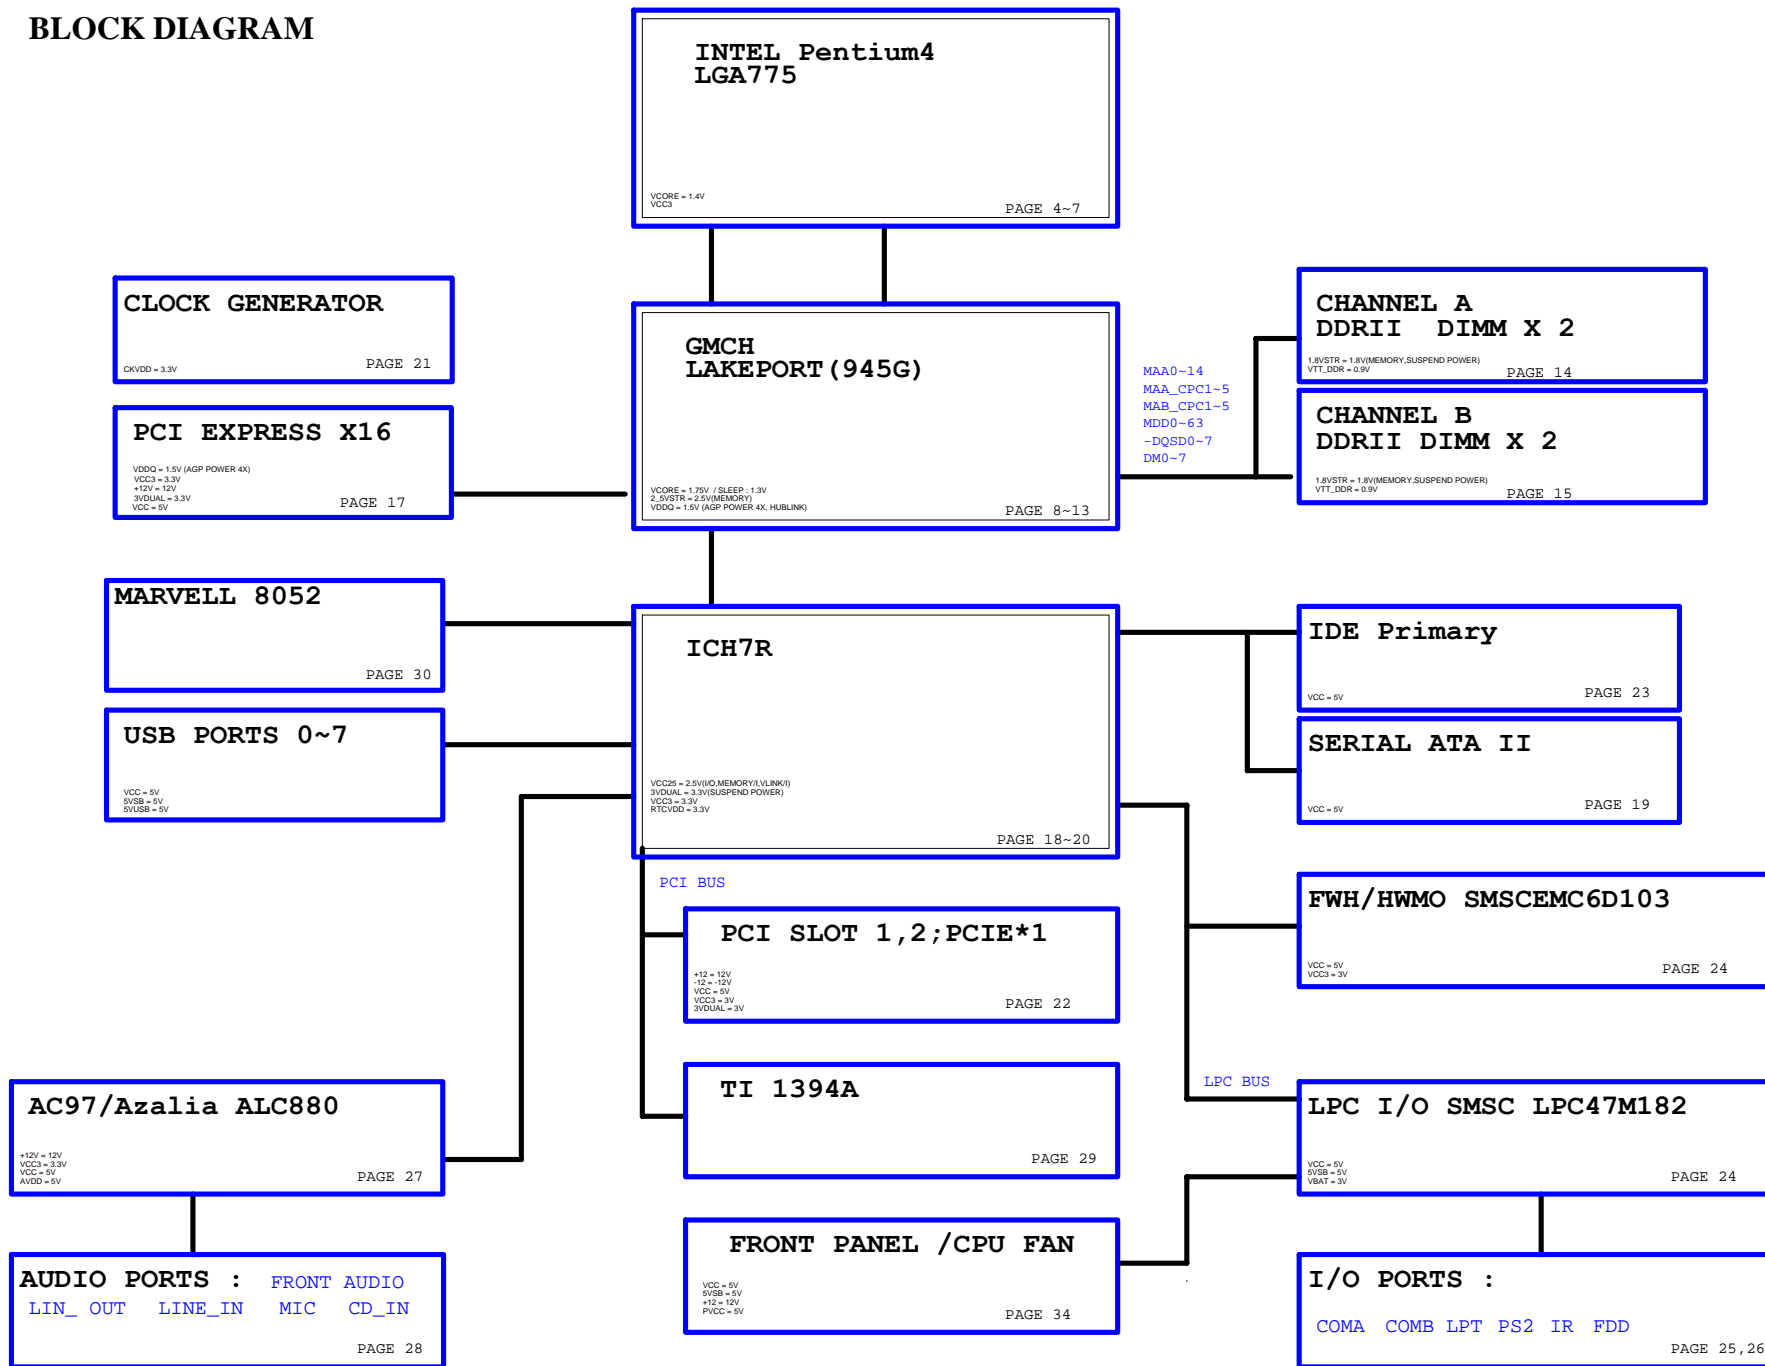 BLOCK DIAGRAM
INTEL Pentium4
LGA775
VCORE = 1.4V
VCC3
PAGE 4~7
CLOCK GENERATOR
CKVDD = 3.3V
PAGE 21
GMCH
LAKEPORT(945G)
VCORE = 1.75V / SLEEP : 1.3V
2_5VSTR = 2.5V(MEMORY)
VDDQ = 1.5V (AGP POWER 4X, HUBLINK)
PAGE 8~13
MAA0~14
MAA_CPC1~5
MAB_CPC1~5
MDD0~63
-DQSD0~7
DM0~7
CHANNEL A
DDRII DIMM X 2
1.8VSTR = 1.8V(MEMORY,SUSPEND POWER)
VTT_DDR = 0.9V
PAGE 14
CHANNEL B
DDRII DIMM X 2
1.8VSTR = 1.8V(MEMORY,SUSPEND POWER)
VTT_DDR = 0.9V
PAGE 15
PCI EXPRESS X16
VDDQ = 1.5V (AGP POWER 4X)
VCC3 = 3.3V
+12V = 12V
3VDUAL = 3.3V
VCC = 5V
PAGE 17
MARVELL 8052
PAGE 30
USB PORTS 0~7
VCC = 5V
5VSB = 5V
5VUSB = 5V
ICH7R
VCC25 = 2.5V(I/O,MEMORY/I,VLINK/I)
3VDUAL = 3.3V(SUSPEND POWER)
VCC3 = 3.3V
RTCVDD = 3.3V
PAGE 18~20
IDE Primary
VCC = 5V
PAGE 23
SERIAL ATA II
VCC = 5V
PAGE 19
PCI BUS
PCI SLOT 1,2;PCIE*1
+12 = 12V
-12 = -12V
VCC = 5V
VCC3 = 3V
3VDUAL = 3V
PAGE 22
FWH/HWMO SMSCEMC6D103
VCC = 5V
VCC3 = 3V
PAGE 24
TI 1394A
PAGE 29
LPC BUS
LPC I/O SMSC LPC47M182
VCC = 5V
5VSB = 5V
VBAT = 3V
PAGE 24
AC97/Azalia ALC880
+12V = 12V
VCC3 = 3.3V
VCC = 5V
AVDD = 5V
PAGE 27
AUDIO PORTS : FRONT AUDIO
LIN_ OUT LINE_IN MIC CD_IN
PAGE 28
FRONT PANEL /CPU FAN
VCC = 5V
5VSB = 5V
+12 = 12V
PVCC = 5V
PAGE 34
I/O PORTS :
COMA COMB LPT PS2 IR FDD
PAGE 25,26